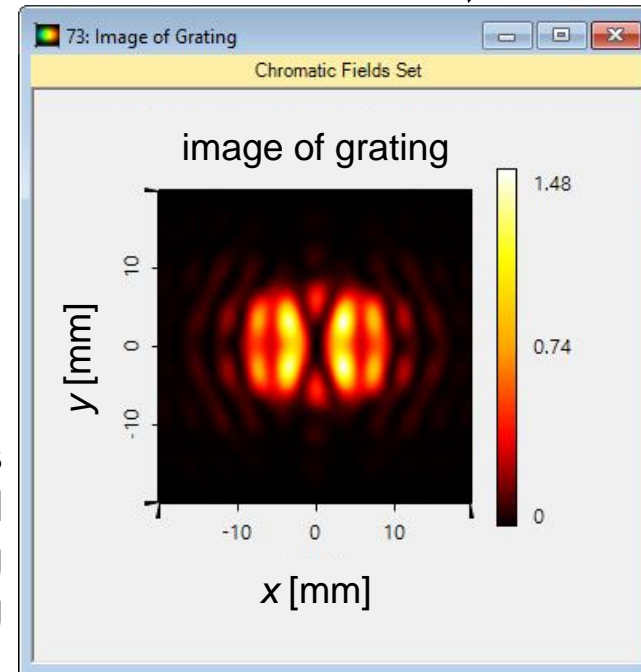 73: Image of Grating
Chromatic Fields Set
image of grating
1.48
0.74
0
y [mm]
10
0
-10
-10 0 10
x [mm]